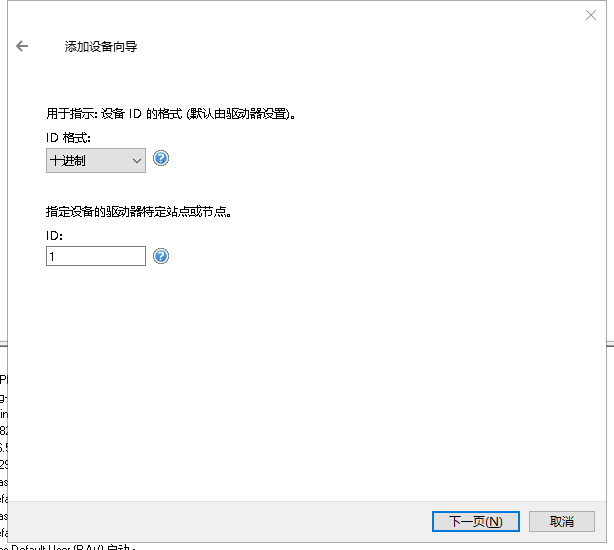 添加设备向导
用于指示: 设备 ID 的格式 (默认由驱动器设置)。
ID 格式:
十进制
指定设备的驱动器特定站点或节点。
ID:
1
下一页(N)
取消